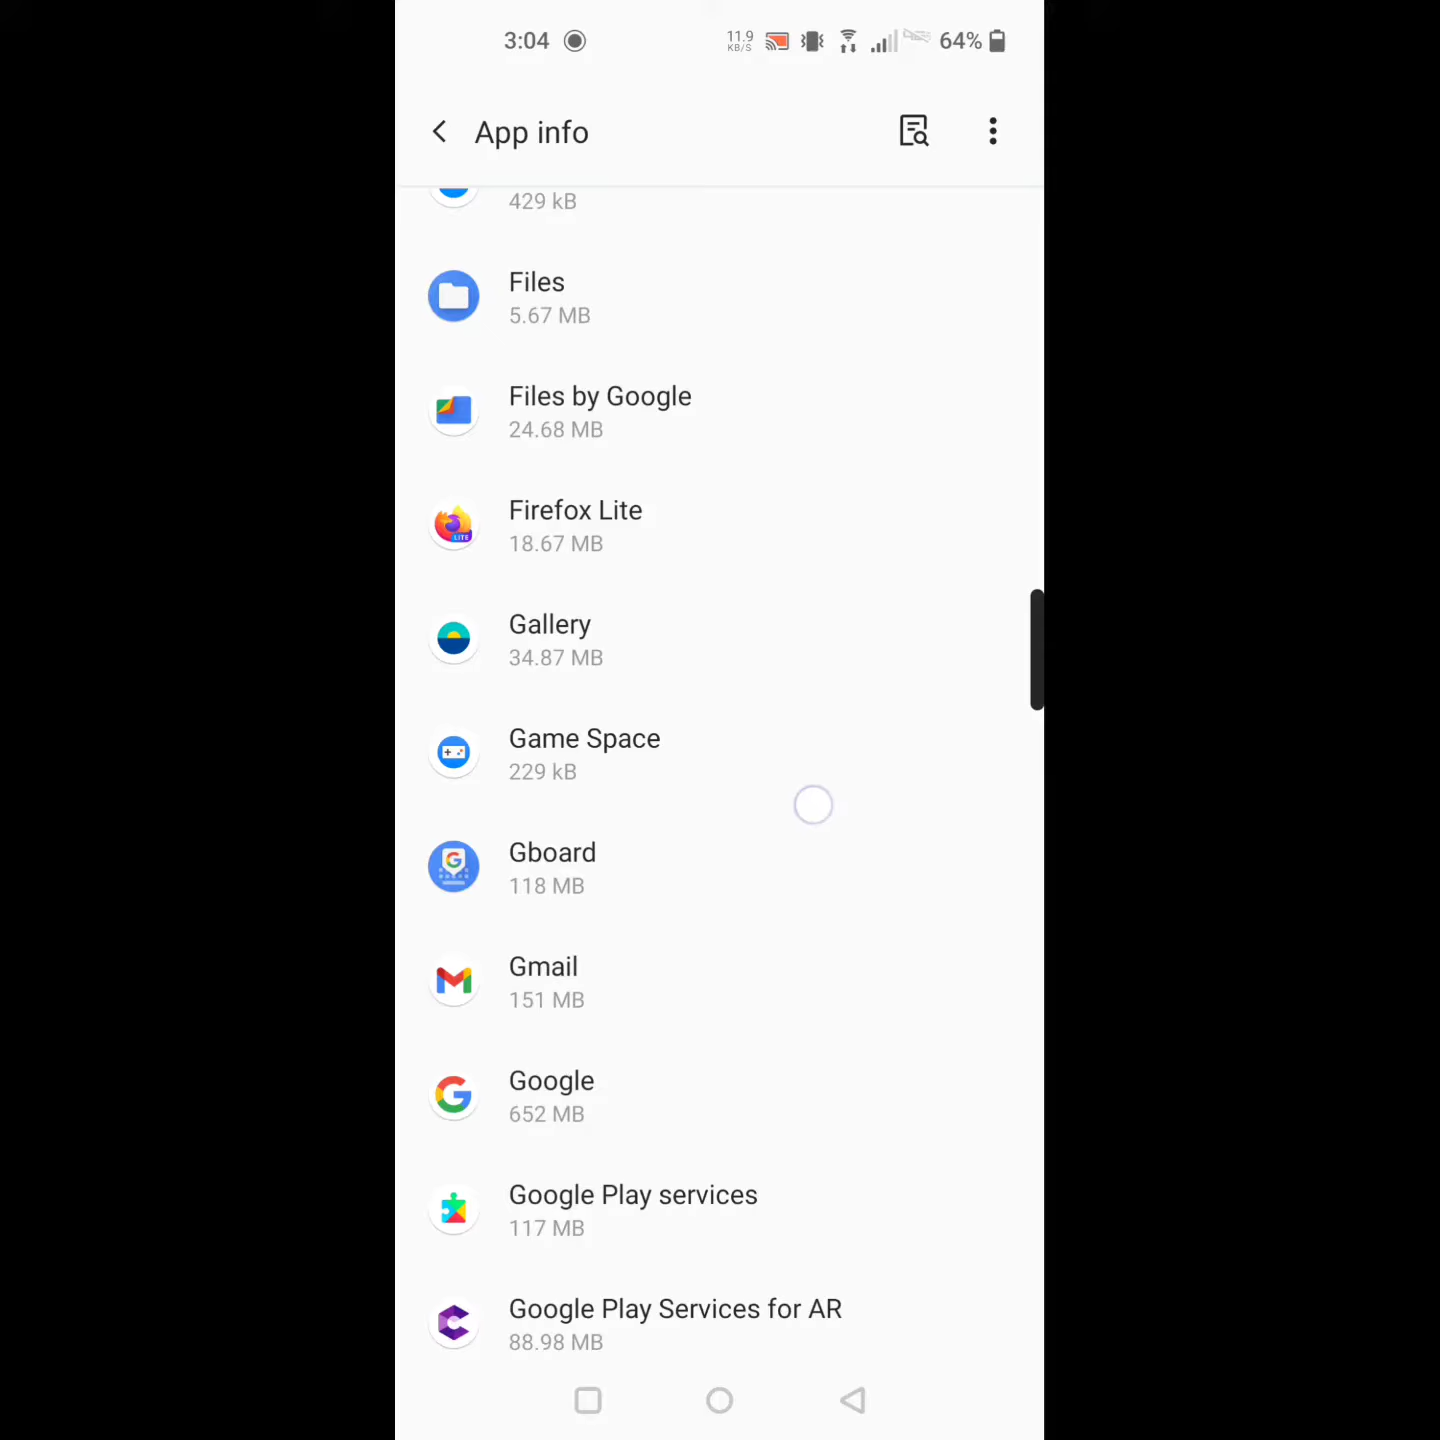 3:04
11.9
KB/S
64%
App info
429 kB
Files
5.67 MB
Files by Google
24.68 MB
Firefox Lite
18.67 MB
LITE
Gallery
34.87 MB
Game Space
229 kB
Gboard
118 MB
Gmail
151 MB
Google
652 MB
Google Play services
117 MB
Google Play Services for AR
88.98 MB